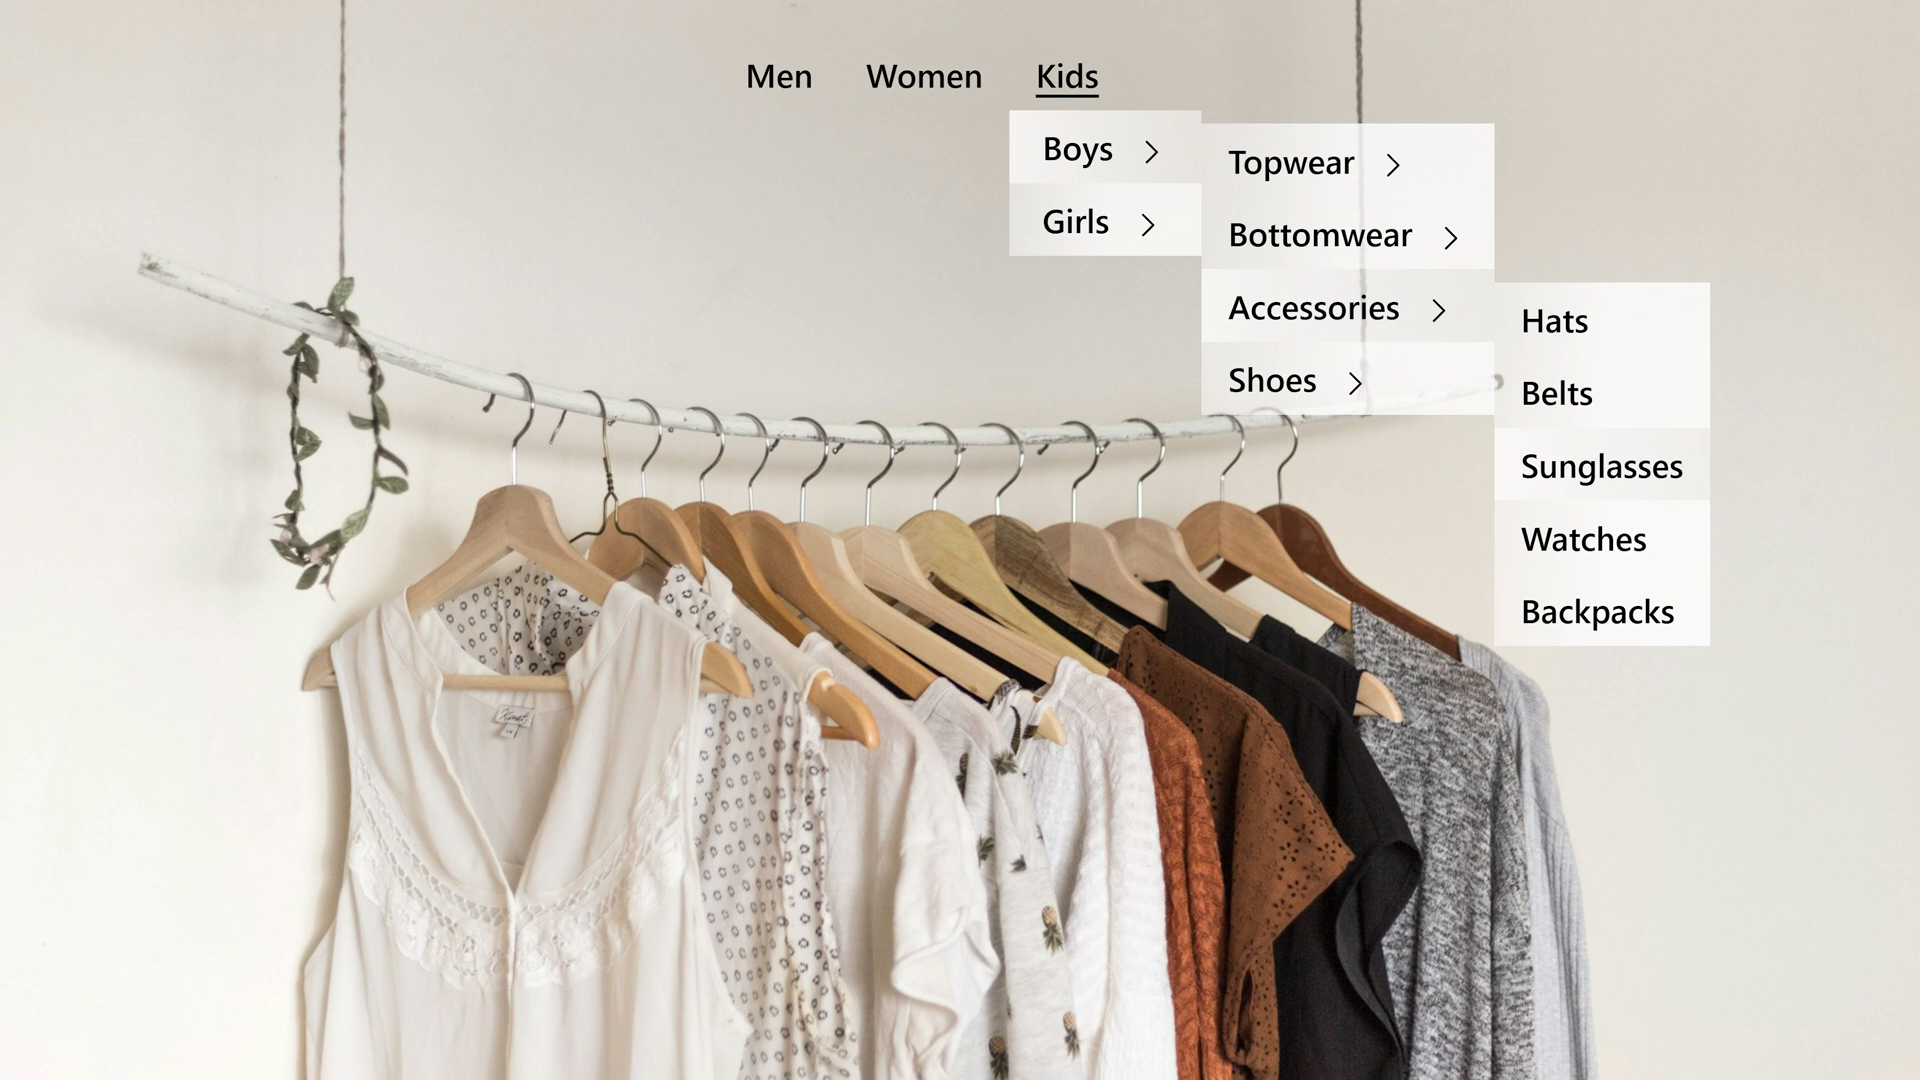 Men Women Kids
Boys
Girls
Topwear
Bottomwear
Accessories
Shoes
Hats
Belts
Sunglasses
Watches
Backpacks